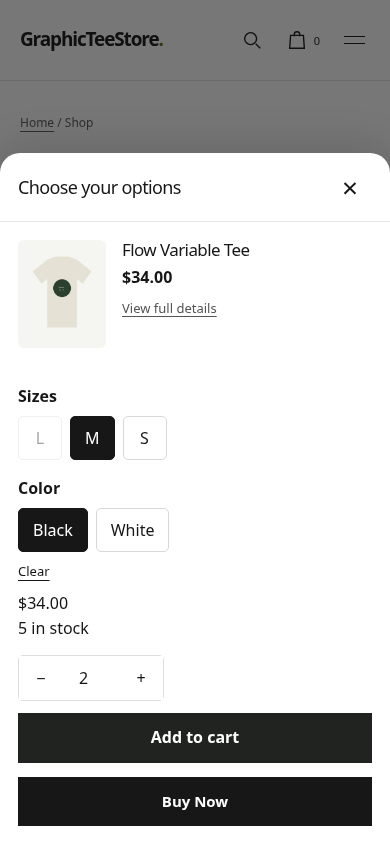 GraphicTeeStore.
0
Home / Shop
Choose your options
Flow Variable Tee
$34.00
View full details
Sizes
L
M
S
Color
Black
White
Clear
$34.00
5 in stock
− 2 +
Add to cart
Buy Now